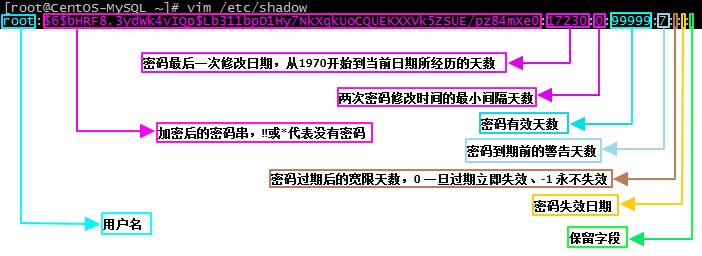 [root@CentOS-MySQL ~]# vim /etc/shadow
root:$6$bHRF8.3ydwk4v1Qp$Lb311bpD1Hy7NkXqkUoCQUEKXXVk5ZSUE/pz84mXe0:17230:0:99999:7:::
密码最后一次修改日期，从1970开始到当前日期所经历的天数
两次密码修改时间的最小间隔天数
密码有效天数
加密后的密码串，!!或*代表没有密码
密码到期前的警告天数
密码过期后的宽限天数，0 一旦过期立即失效、-1 永不失效
密码失效日期
用户名
保留字段